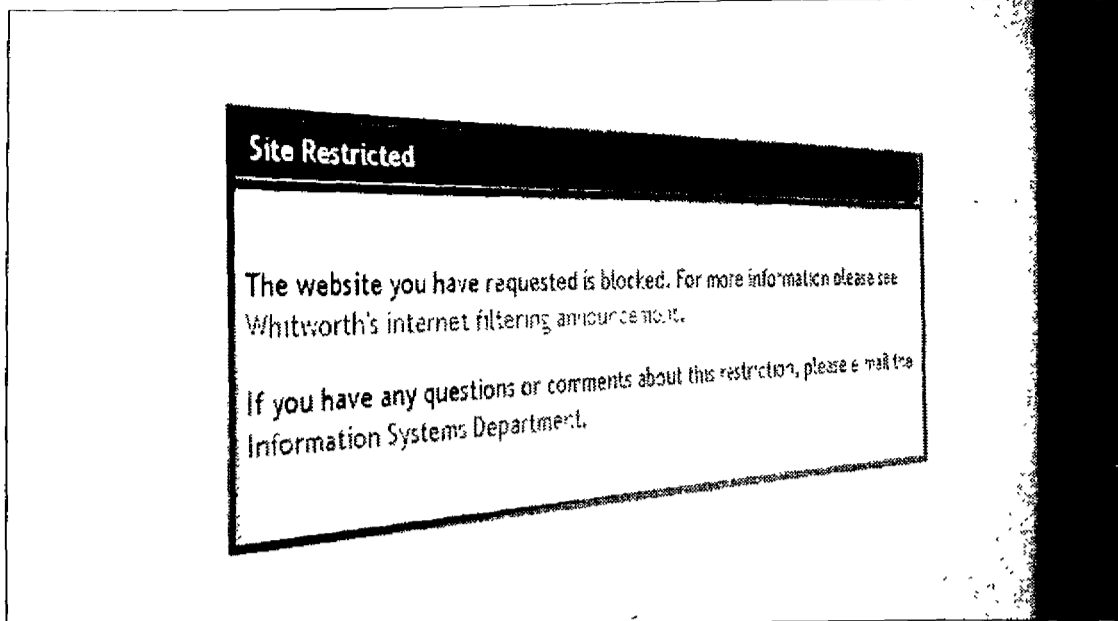 Site Restricted
The website you have requested is blocked. For more information please see
Whitworth's internet filtering announcement.
If you have any questions or comments about this restriction, please e-mail the
Information Systems Department.